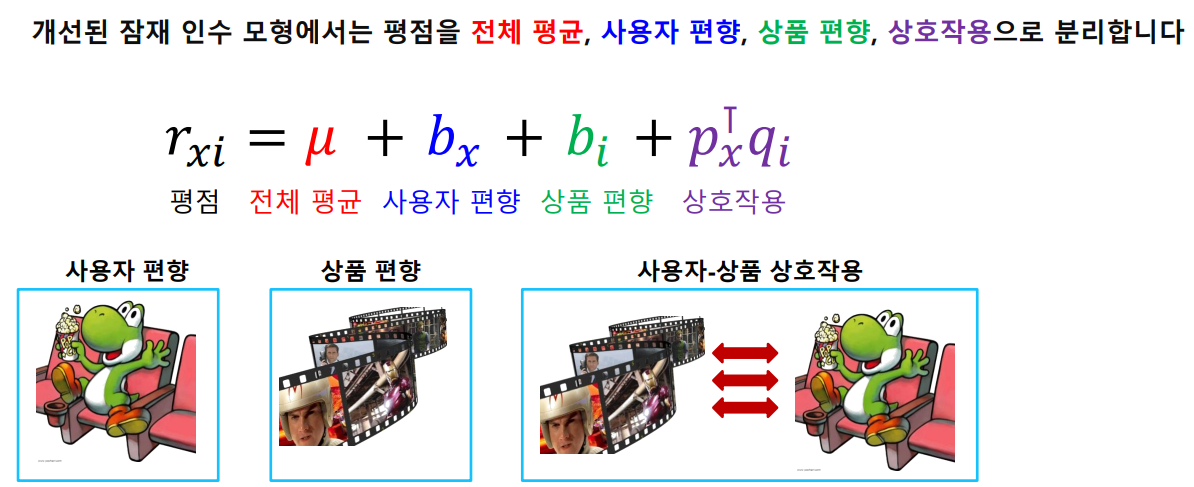 개선된 잠재 인수 모형에서는 평점을 전체 평균, 사용자 편향, 상품 편향, 상호작용으로 분리합니다
r_{xi} = μ + b_x + b_i + p_x^⊺ q_i
평점 전체 평균 사용자 편향 상품 편향 상호작용
사용자 편향 상품 편향 사용자-상품 상호작용